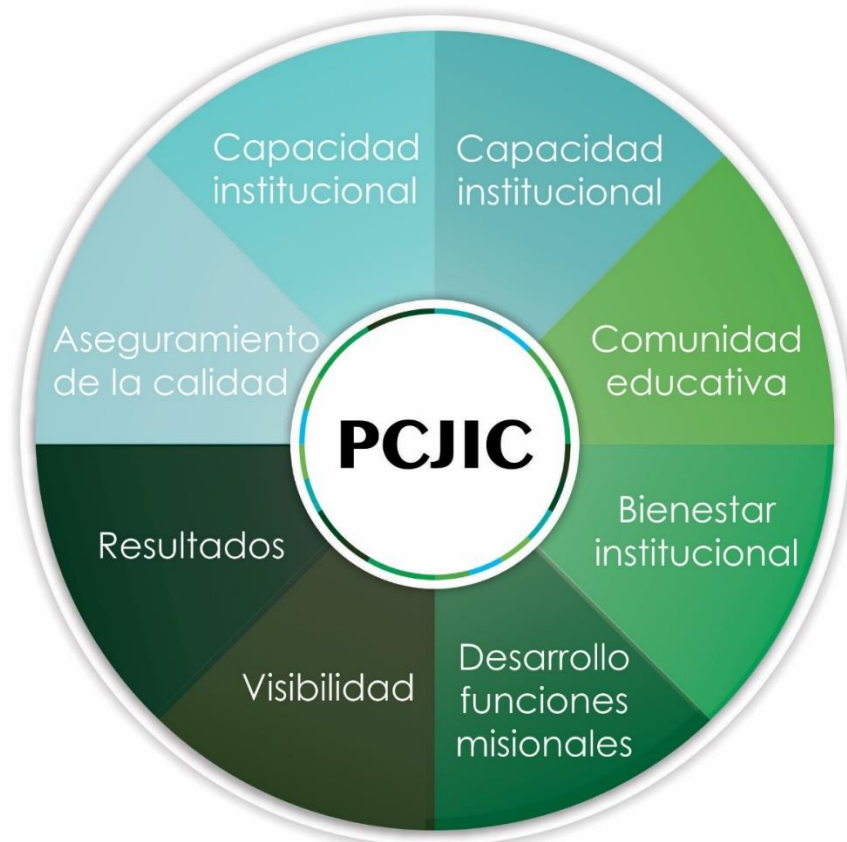 Capacidad
institucional
Capacidad
institucional
Comunidad
educativa
Bienestar
institucional
Desarrollo
funciones
misionales
Visibilidad
Resultados
Aseguramiento
de la calidad
PCJIC